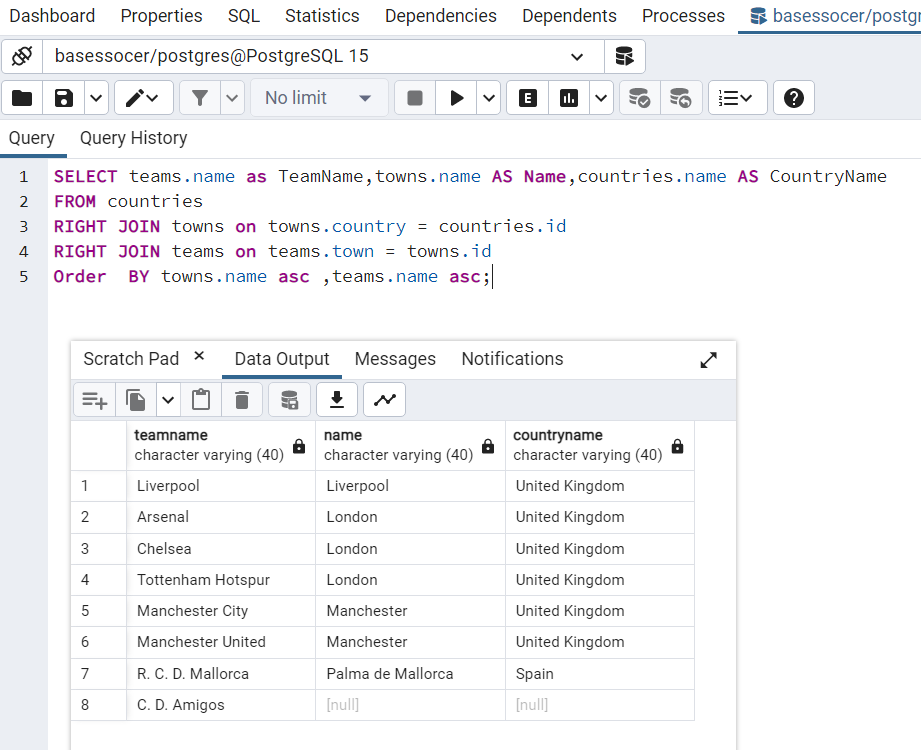 Dashboard Properties SQL Statistics Dependencies Dependents Processes basessocer/postgr
basessocer/postgres@PostgreSQL 15
No limit E
Query Query History
1 SELECT teams.name as TeamName,towns.name AS Name,countries.name AS CountryName
2 FROM countries
3 RIGHT JOIN towns on towns.country = countries.id
4 RIGHT JOIN teams on teams.town = towns.id
5 Order  BY towns.name asc ,teams.name asc;
Scratch Pad Data Output Messages Notifications
teamname name countryname
character varying (40) character varying (40) character varying (40)
1 Liverpool Liverpool United Kingdom
2 Arsenal London United Kingdom
3 Chelsea London United Kingdom
4 Tottenham Hotspur London United Kingdom
5 Manchester City Manchester United Kingdom
6 Manchester United Manchester United Kingdom
7 R. C. D. Mallorca Palma de Mallorca Spain
8 C. D. Amigos [null] [null]